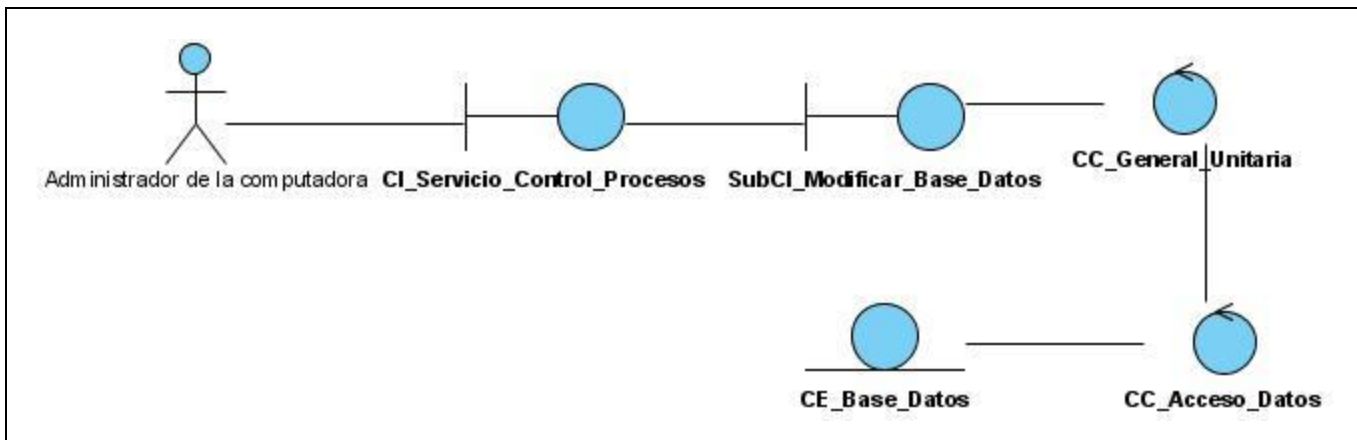 Administrador de la computadora
CI_Servicio_Control_Procesos
SubCI_Modificar_Base_Datos
CC_General_Unitaria
CE_Base_Datos
CC_Acceso_Datos